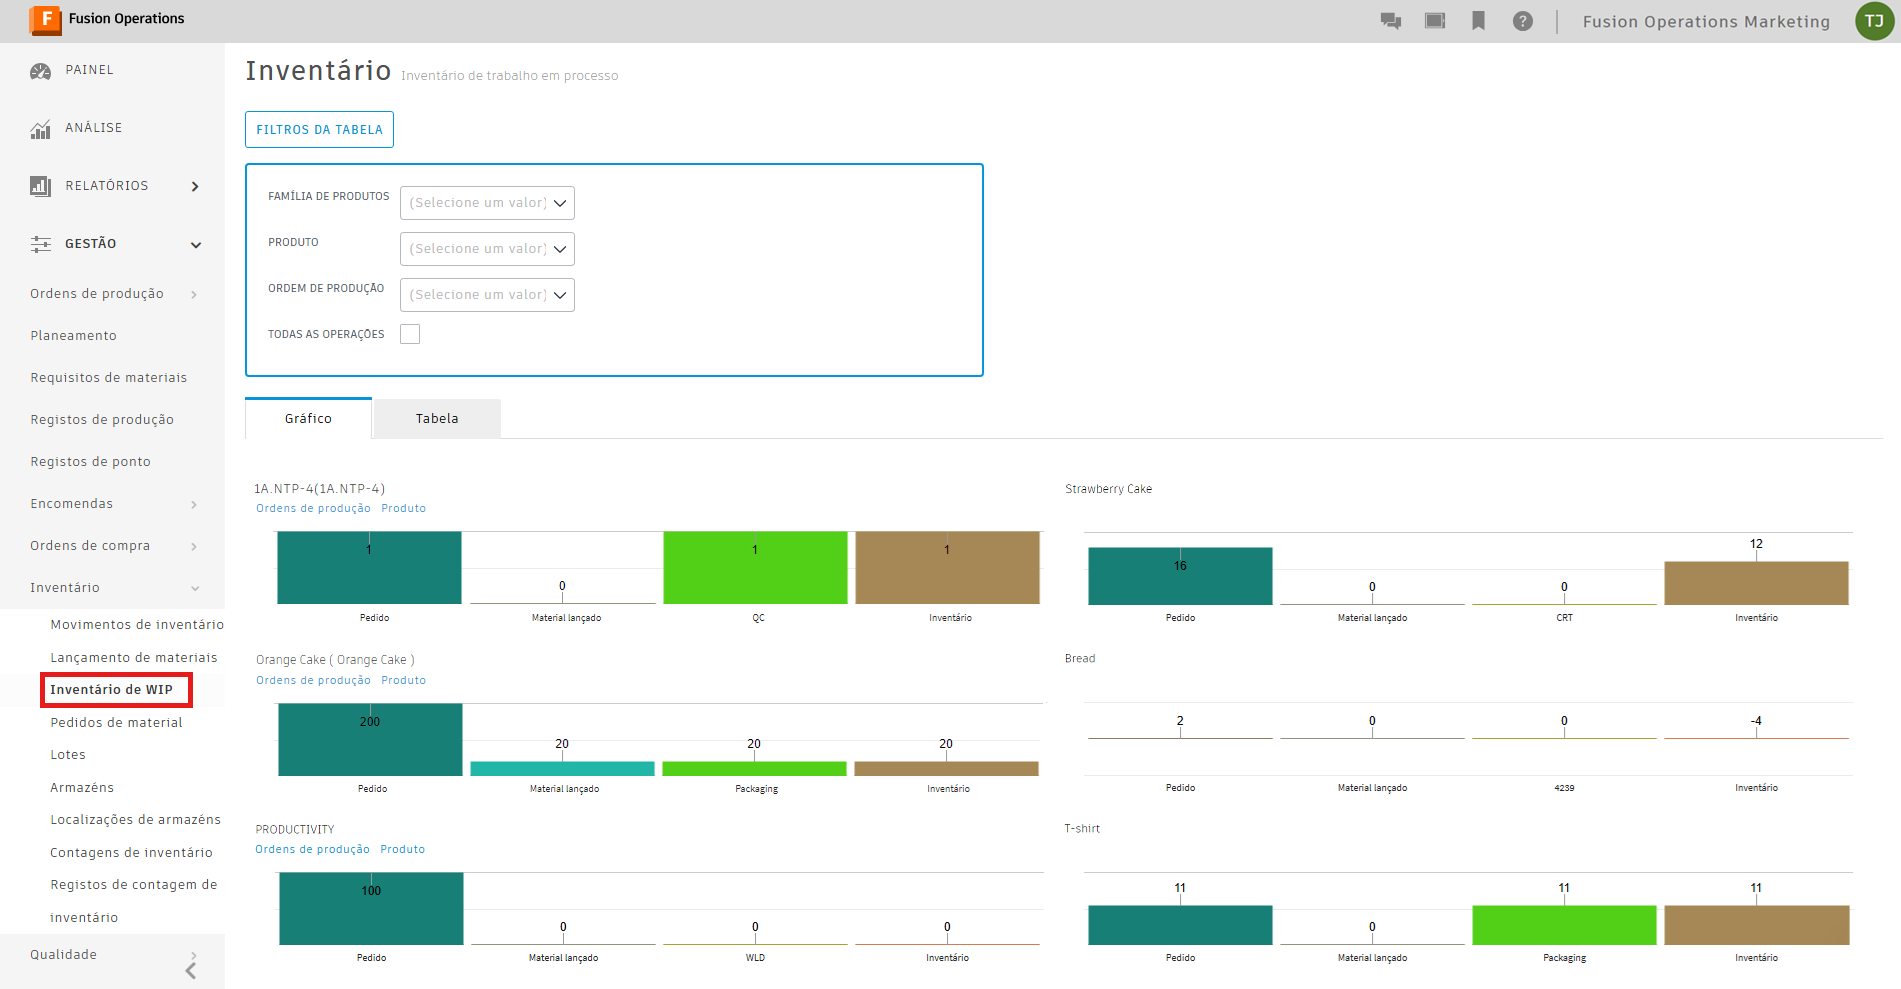 F Fusion Operations
Fusion Operations Marketing
TJ
PAINEL
ANÁLISE
RELATÓRIOS
GESTÃO
Ordens de produção
Planeamento
Requisitos de materiais
Registos de produção
Registos de ponto
Encomendas
Ordens de compra
Inventário
Movimentos de inventário
Lançamento de materiais
Inventário de WIP
Pedidos de material
Lotes
Armazéns
Localizações de armazéns
Contagens de inventário
Registos de contagem de
inventário
Qualidade
Inventário Inventário de trabalho em processo
FILTROS DA TABELA
FAMÍLIA DE PRODUTOS (Selecione um valor)
PRODUTO (Selecione um valor)
ORDEM DE PRODUÇÃO (Selecione um valor)
TODAS AS OPERAÇÕES
Gráfico Tabela
1A.NTP-4(1A.NTP-4)
Ordens de produção Produto
1 0 1 1
Pedido Material lançado QC Inventário
Strawberry Cake
16 0 0 12
Pedido Material lançado CRT Inventário
Orange Cake ( Orange Cake )
Ordens de produção Produto
200 20 20 20
Pedido Material lançado Packaging Inventário
Bread
2 0 0 -4
Pedido Material lançado 4239 Inventário
PRODUCTIVITY
Ordens de produção Produto
100 0 0 0
Pedido Material lançado WLD Inventário
T-shirt
11 0 11 11
Pedido Material lançado Packaging Inventário